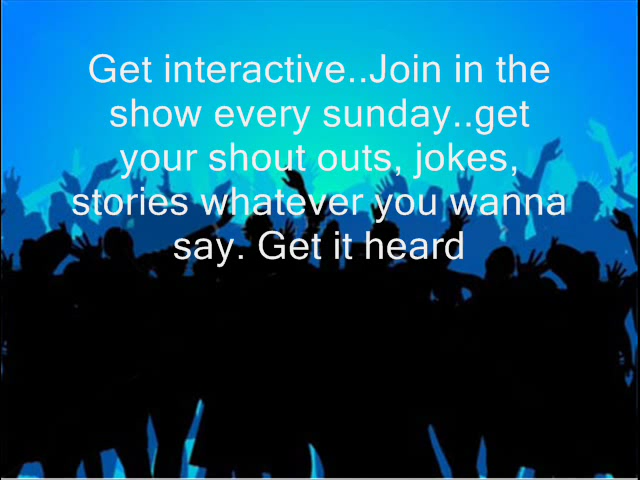 Get interactive..Join in the
show every sunday..get
your shout outs, jokes,
stories whatever you wanna
say. Get it heard